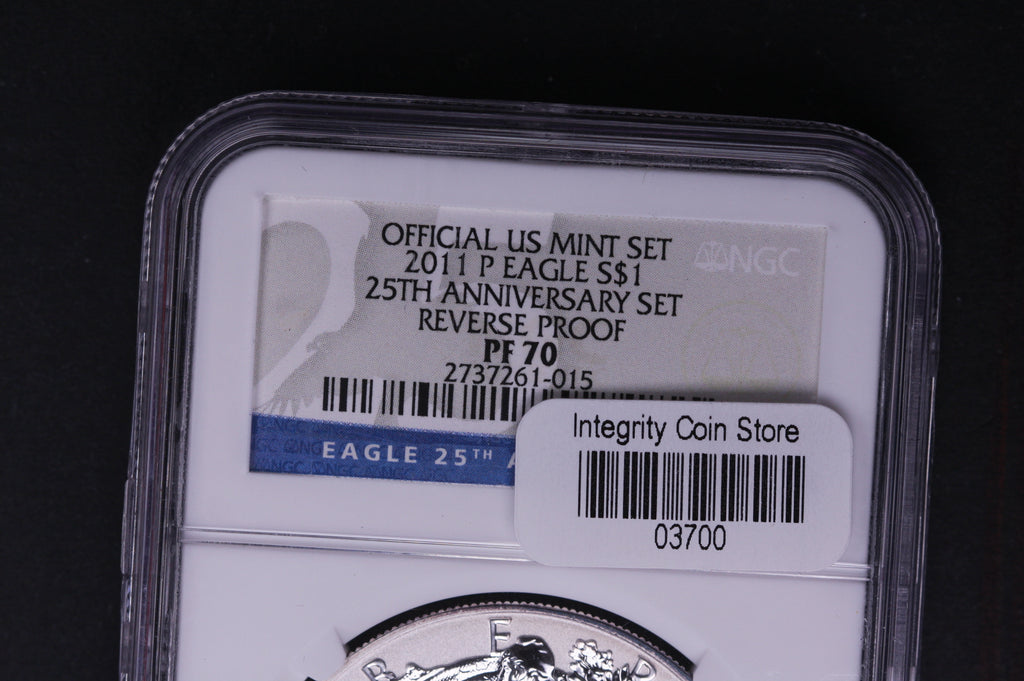 OFFICIAL US MINT SET
NGC
2011 P EAGLE S$1
25TH ANNIVERSARY SET
REVERSE PROOF
PF 70
2737261-015
EAGLE 25TH A
Integrity Coin Store
03700
E
R D